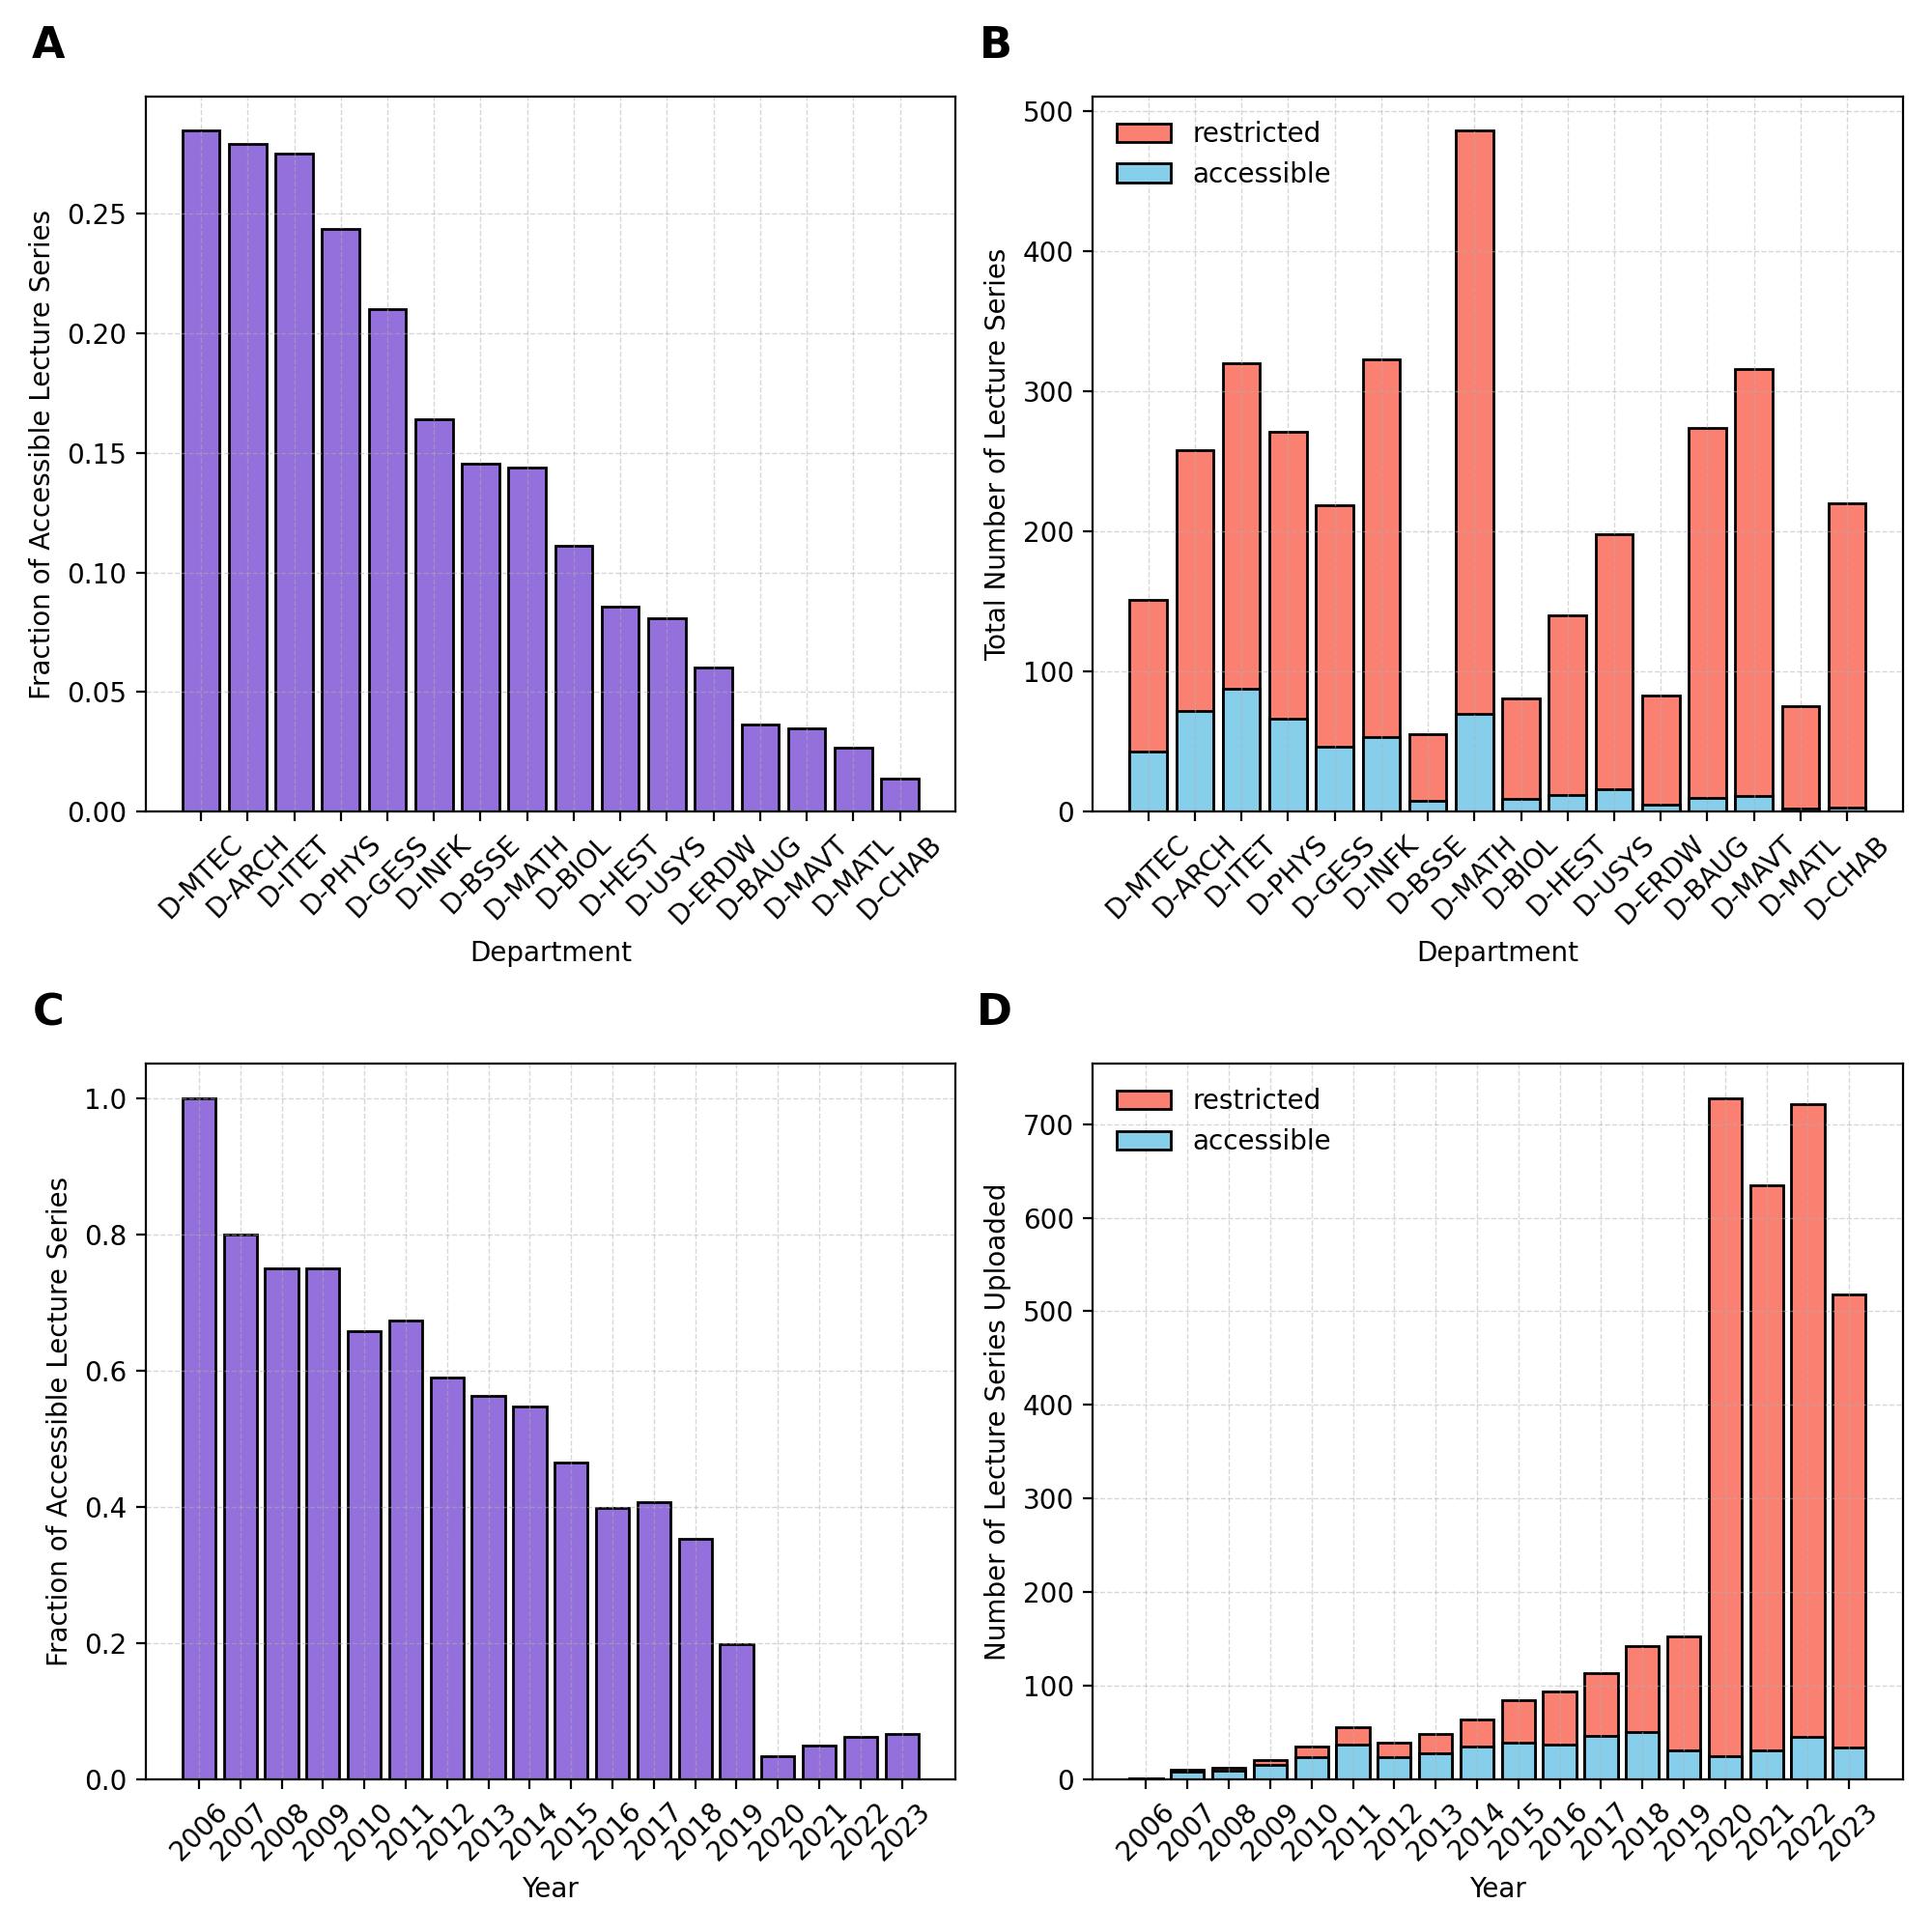 A
Fraction of Accessible Lecture Series
0.25
0.20
0.15
0.10
0.05
0.00
D-MTEC
D-ARCH
D-ITET
D-PHYS
D-GESS
D-INFK
D-BSSE
D-MATH
D-BIOL
D-HEST
D-USYS
D-ERDW
D-BAUG
D-MAVT
D-MATL
D-CHAB
Department
B
Total Number of Lecture Series
500
400
300
200
100
0
restricted
accessible
D-MTEC
D-ARCH
D-ITET
D-PHYS
D-GESS
D-INFK
D-BSSE
D-MATH
D-BIOL
D-HEST
D-USYS
D-ERDW
D-BAUG
D-MAVT
D-MATL
D-CHAB
Department
C
Fraction of Accessible Lecture Series
1.0
0.8
0.6
0.4
0.2
0.0
2006
2007
2008
2009
2010
2011
2012
2013
2014
2015
2016
2017
2018
2019
2020
2021
2022
2023
Year
D
Number of Lecture Series Uploaded
700
600
500
400
300
200
100
0
restricted
accessible
2006
2007
2008
2009
2010
2011
2012
2013
2014
2015
2016
2017
2018
2019
2020
2021
2022
2023
Year